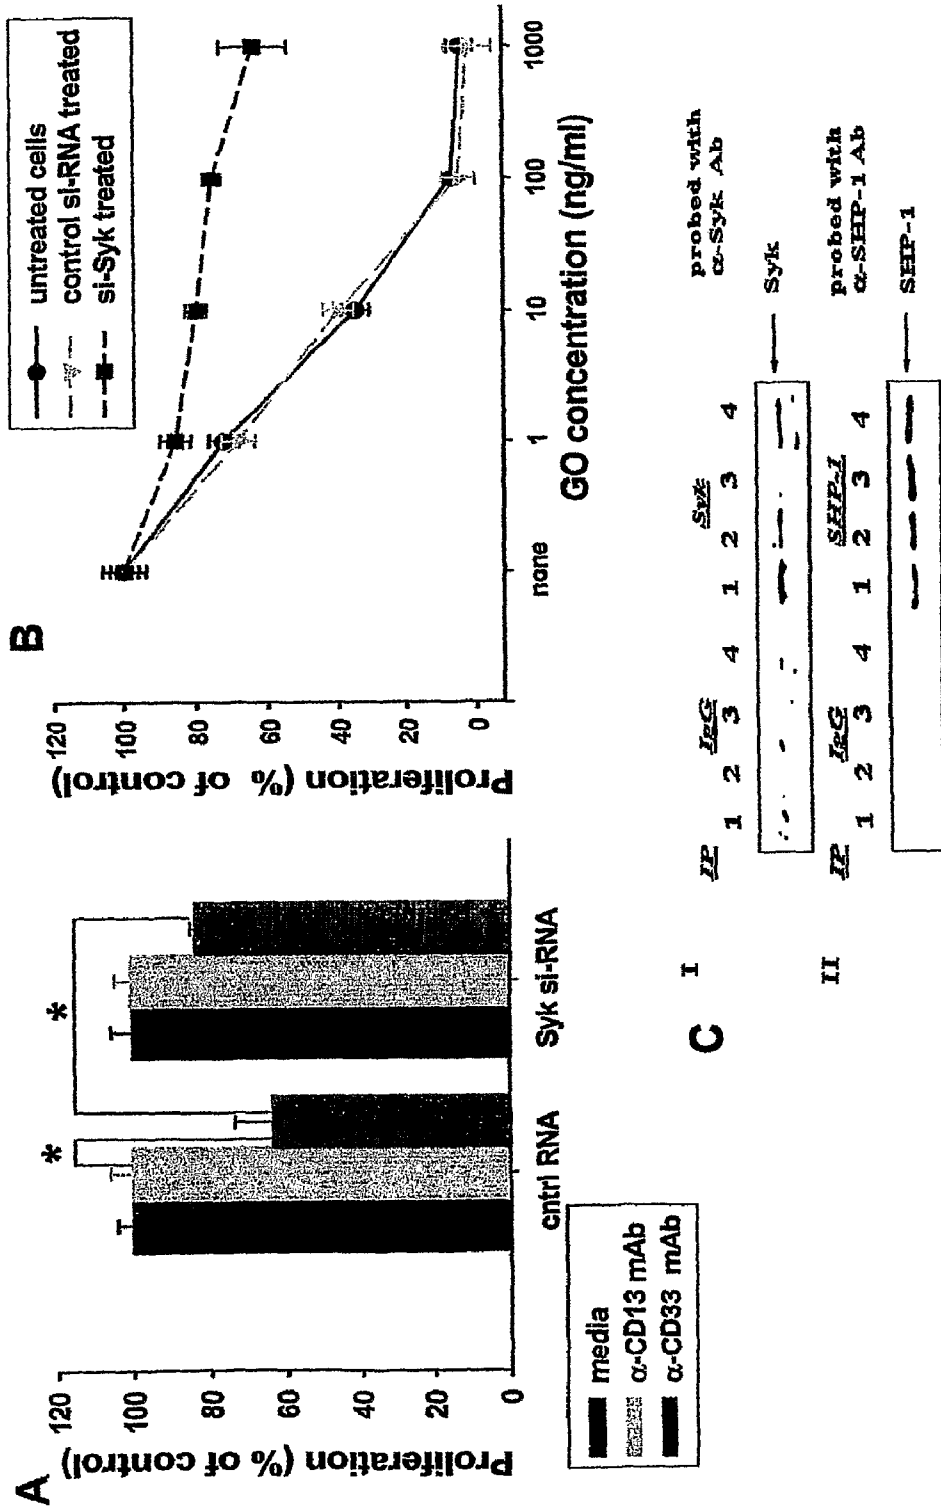 A
Proliferation (% of control)
120
100
80
60
40
20
0
*
*
cntrl RNA
Syk si-RNA
media
α-CD13 mAb
α-CD33 mAb
B
Proliferation (% of control)
120
100
80
60
40
20
0
untreated cells
control si-RNA treated
si-Syk treated
none
1
10
100
1000
GO concentration (ng/ml)
C
I
IP
IgG
Syk
probed with
α-Syk Ab
1 2 3 4 1 2 3 4
Syk
II
IP
IgG
SHP-1
probed with
α-SHP-1 Ab
1 2 3 4 1 2 3 4
SHP-1